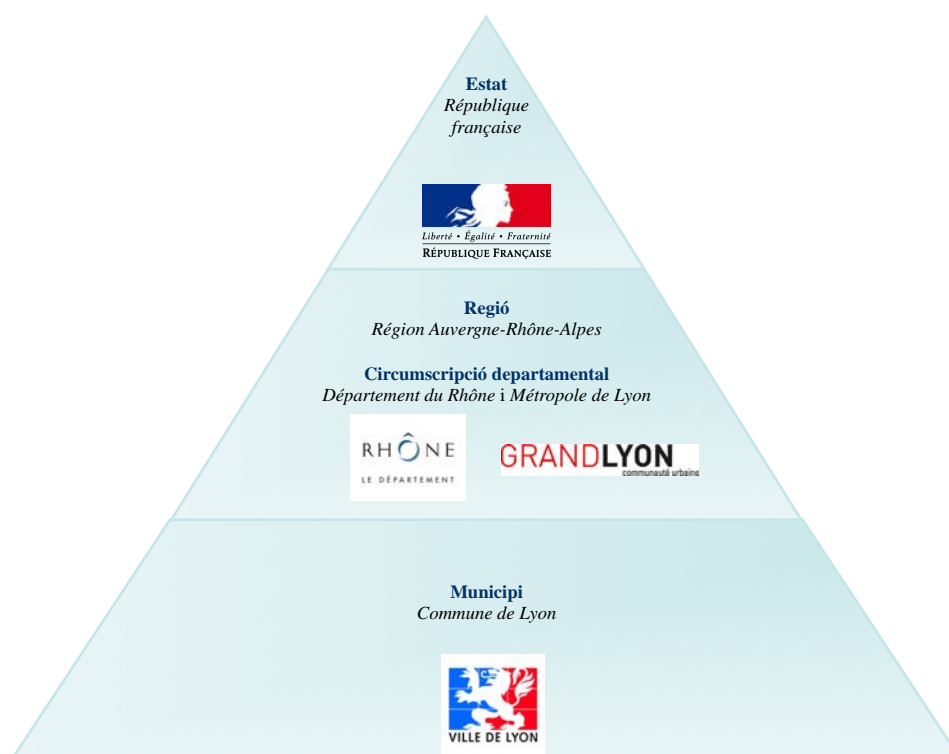 Estat
République
française
Liberté • Égalité • Fraternité
RÉPUBLIQUE FRANÇAISE
Regió
Région Auvergne-Rhône-Alpes
Circumscripció departamental
Département du Rhône i Métropole de Lyon
RHÔNE
LE DÉPARTEMENT
GRANDLYON
communauté urbaine
Municipi
Commune de Lyon
VILLE DE LYON